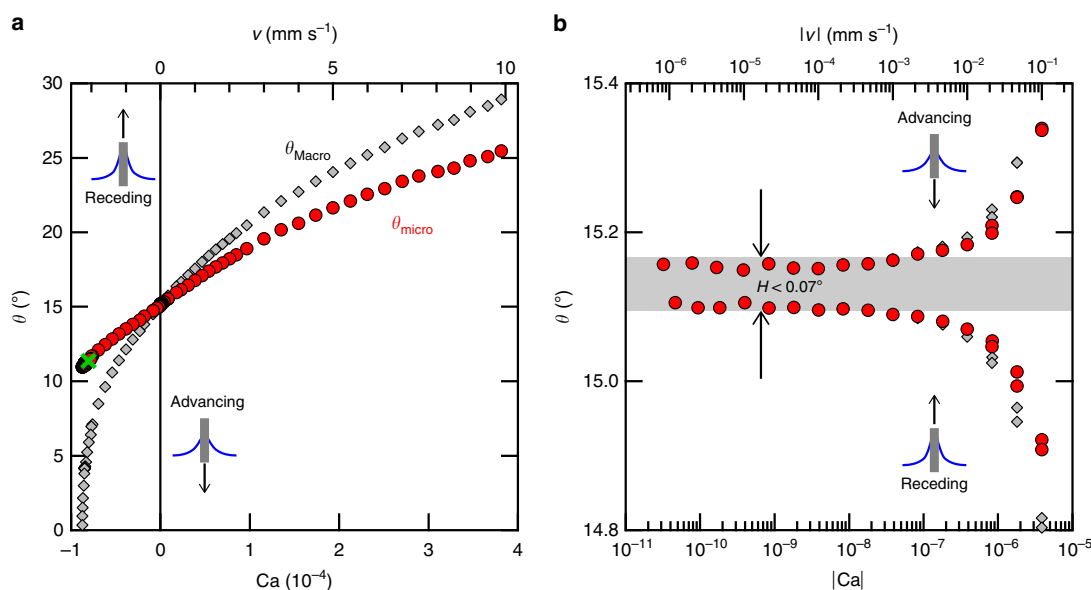 a
v (mm s⁻¹)
0 5 10
30
25
20
15
10
5
0
θ (°)
θMacro
θmicro
Receding
Advancing
−1 0 1 2 3 4
Ca (10⁻⁴)
b
|v| (mm s⁻¹)
10⁻⁶ 10⁻⁵ 10⁻⁴ 10⁻³ 10⁻² 10⁻¹
15.4
15.2
15.0
14.8
θ (°)
Advancing
H < 0.07°
Receding
10⁻¹¹ 10⁻¹⁰ 10⁻⁹ 10⁻⁸ 10⁻⁷ 10⁻⁶ 10⁻⁵
|Ca|